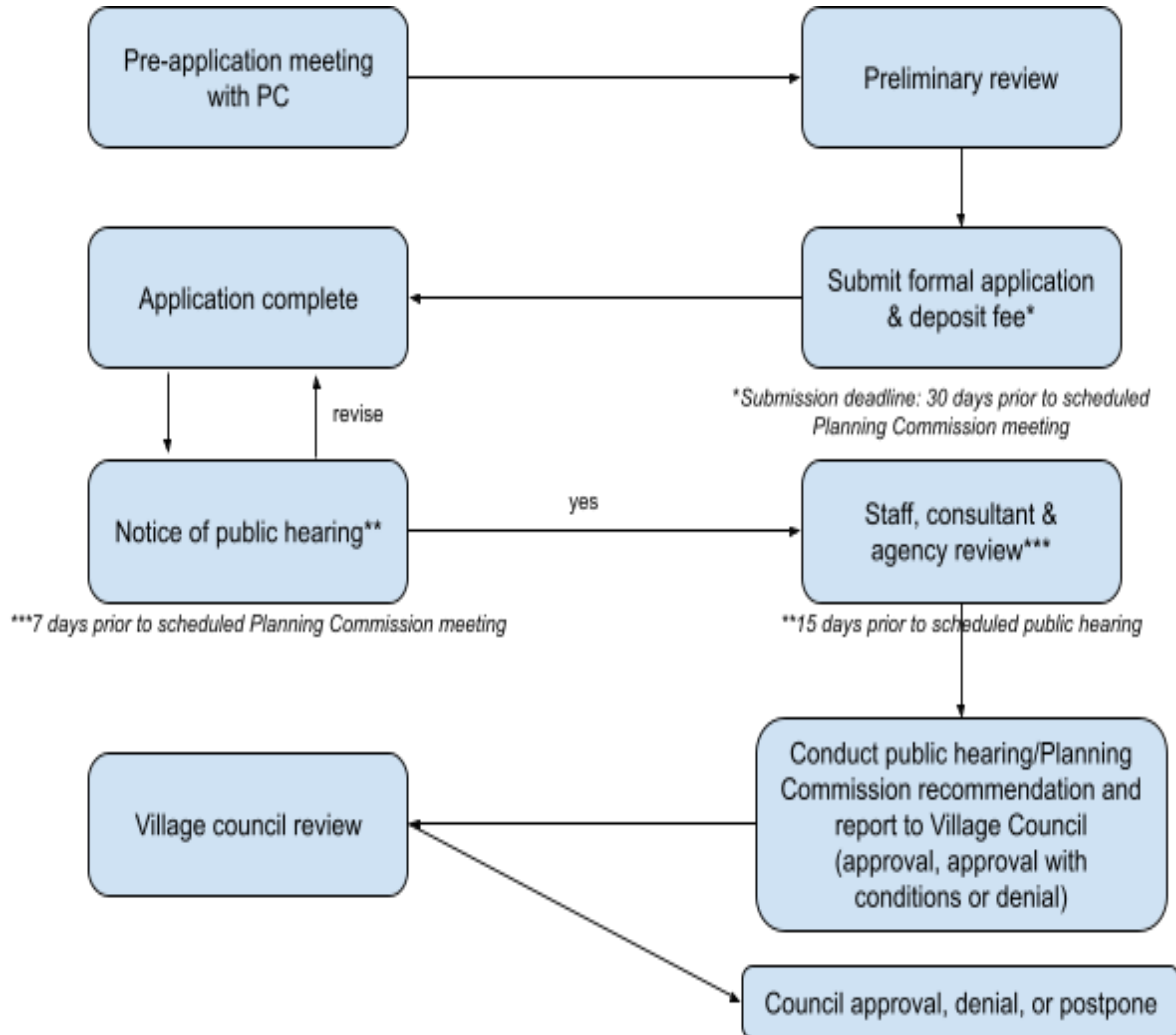 Pre-application meeting
with PC
Preliminary review
Application complete
Submit formal application
& deposit fee*
*Submission deadline: 30 days prior to scheduled
Planning Commission meeting
revise
Notice of public hearing**
yes
Staff, consultant &
agency review***
***7 days prior to scheduled Planning Commission meeting
**15 days prior to scheduled public hearing
Village council review
Conduct public hearing/Planning
Commission recommendation and
report to Village Council
(approval, approval with
conditions or denial)
Council approval, denial, or postpone